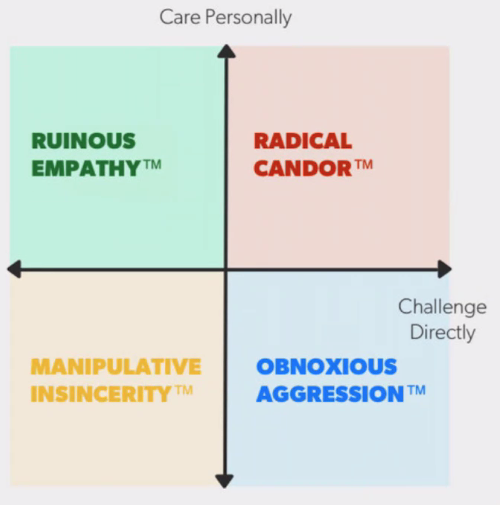 Care Personally
RUINOUS
EMPATHY™
RADICAL
CANDOR™
Challenge
Directly
MANIPULATIVE
INSINCERITY™
OBNOXIOUS
AGGRESSION™